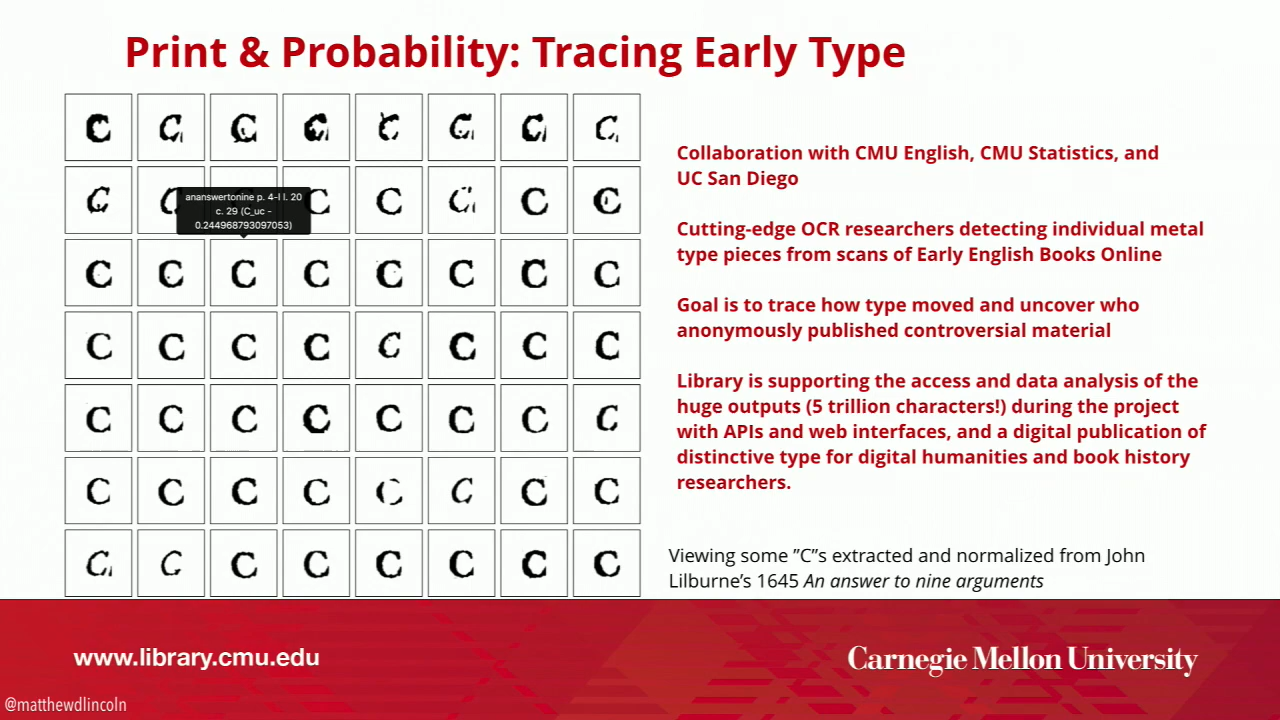 Print & Probability: Tracing Early Type
C C C C C C C C
C C C C C C
ananswertonine p. 4-I l. 20
c. 29 (C_uc -
0.244968793097053)
C C C C C C C C
C C C C C C C C
C C C C C C C C
C C C C C C C C
C C C C C C C C
Collaboration with CMU English, CMU Statistics, and
UC San Diego
Cutting-edge OCR researchers detecting individual metal
type pieces from scans of Early English Books Online
Goal is to trace how type moved and uncover who
anonymously published controversial material
Library is supporting the access and data analysis of the
huge outputs (5 trillion characters!) during the project
with APIs and web interfaces, and a digital publication of
distinctive type for digital humanities and book history
researchers.
Viewing some ”C”s extracted and normalized from John
Lilburne’s 1645 An answer to nine arguments
www.library.cmu.edu
Carnegie Mellon University
@matthewdlincoln